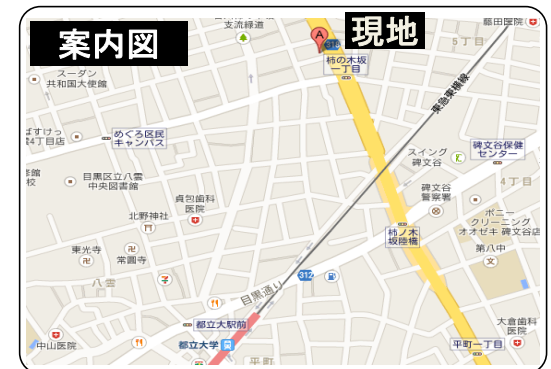 案内図
現地
支援緑道
藤田医院
5丁目
A
柿の木坂
一丁目
スーダン
共和国大使館
東急東横線
めぐろ区民
キャンパス
目黒区立八雲
中央図書館
スイング
碑文谷
碑文谷保健
センター
4丁目
碑文谷
警察署
貞包歯科
医院
北野神社
ポニー
クリーニング
オオゼキ 碑文谷店
柿ノ木
坂陸橋
第八中
東光寺
常圓寺
八雲
312
目黒通り
都立大駅前
都立大学
中山医院
平町
平町一丁目
大倉歯科
医院